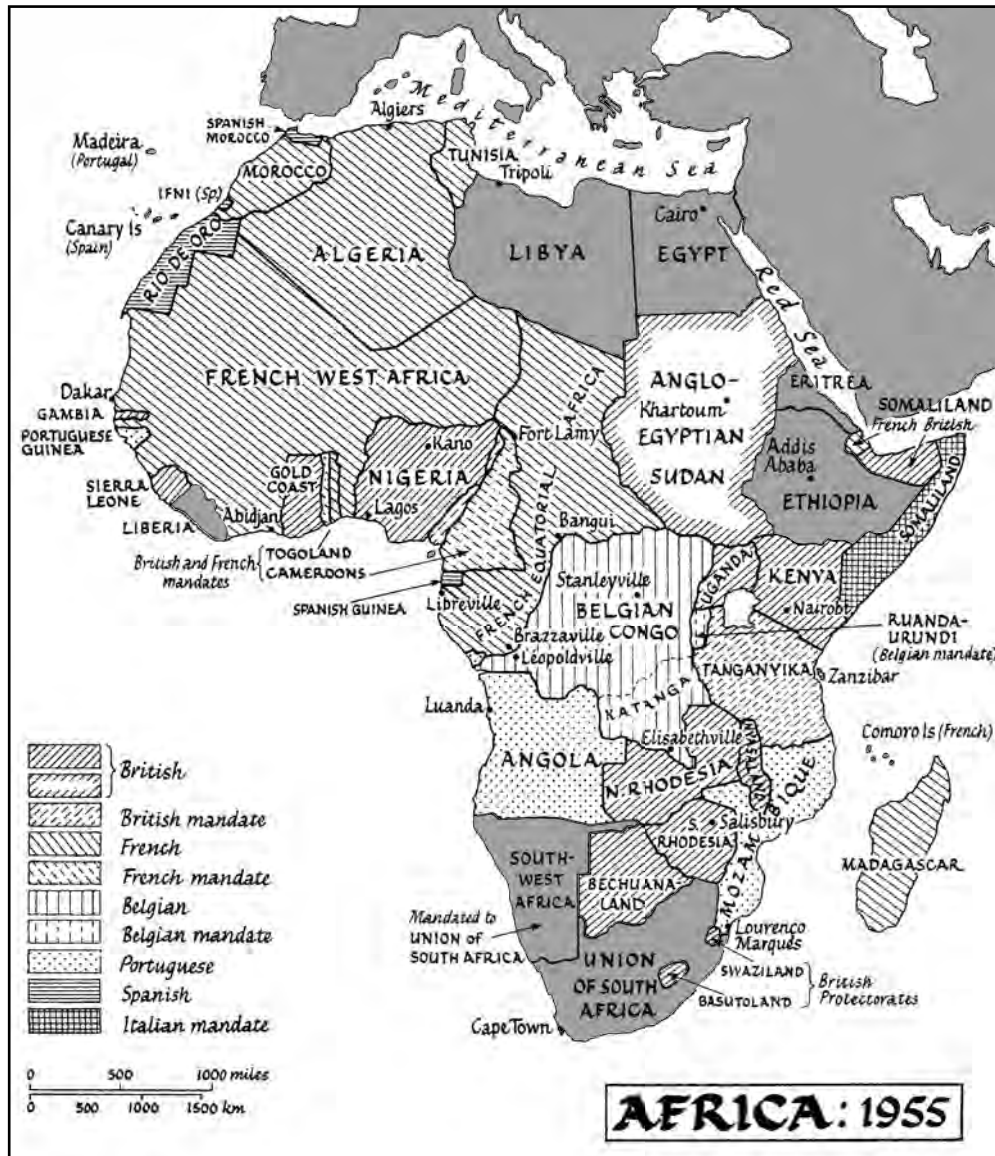 Mediterranean Sea
Algiers
SPANISH
MOROCCO
Madeira
(Portugal)
MOROCCO
TUNISIA
Tripoli
IFNI (Sp)
Canary Is
(Spain)
RIO DE ORO
ALGERIA
LIBYA
Cairo
EGYPT
Red Sea
FRENCH WEST AFRICA
Dakar
GAMBIA
PORTUGUESE
GUINEA
SIERRA
LEONE
LIBERIA
Abidjan
GOLD
COAST
Kano
NIGERIA
Lagos
Fort Lamy
FRENCH EQUATORIAL AFRICA
ANGLO-
Khartoum
EGYPTIAN
SUDAN
ERITREA
SOMALILAND
French British
Addis
Ababa
ETHIOPIA
SOMALILAND
British and French
mandates
TOGOLAND
CAMEROONS
SPANISH GUINEA
Bangui
Libreville
Stanleyville
BELGIAN
CONGO
UGANDA
KENYA
Nairobi
Brazzaville
Léopoldville
RUANDA-
URUNDI
(Belgian mandate)
TANGANYIKA
Zanzibar
KATANGA
Luanda
Elisabethville
Comoro Is (French)
ANGOLA
N. RHODESIA
NYASALAND
MOZAMBIQUE
S.
RHODESIA
Salisbury
MADAGASCAR
SOUTH-
WEST
AFRICA
BECHUANA-
LAND
Mandated to
UNION OF
SOUTH AFRICA
Lourenco
Marques
UNION
OF SOUTH
AFRICA
SWAZILAND
BASUTOLAND
British
Protectorates
Cape Town
British
British mandate
French
French mandate
Belgian
Belgian mandate
Portuguese
Spanish
Italian mandate
0 500 1000 miles
0 500 1000 1500 km
AFRICA: 1955